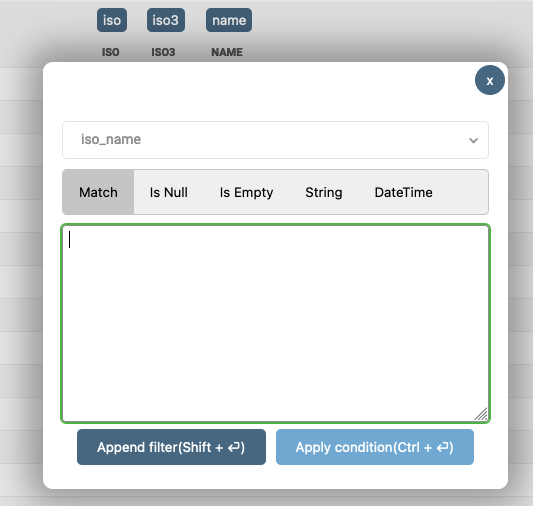 iso iso3 name
ISO ISO3 NAME
x
iso_name
Match Is Null Is Empty String DateTime
Append filter(Shift + ⏎) Apply condition(Ctrl + ⏎)